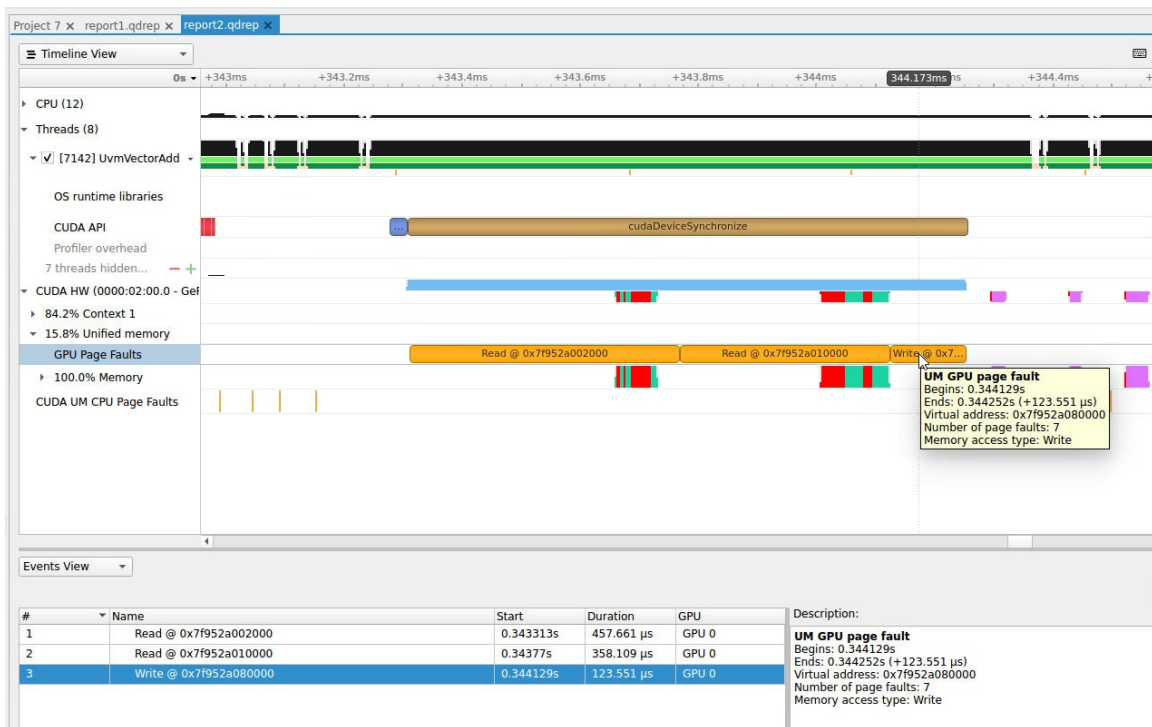 Project 7 report1.qdrep report2.qdrep
Timeline View
0s +343ms +343.2ms +343.4ms +343.6ms +343.8ms +344ms 344.173ms ns +344.4ms
CPU (12)
Threads (8)
[7142] UvmVectorAdd
OS runtime libraries
CUDA API ... cudaDeviceSynchronize
Profiler overhead
7 threads hidden...
CUDA HW (0000:02:00.0 - GeF
84.2% Context 1
15.8% Unified memory
GPU Page Faults Read @ 0x7f952a002000 Read @ 0x7f952a010000 Write @ 0x7...
100.0% Memory
CUDA UM CPU Page Faults
UM GPU page fault
Begins: 0.344129s
Ends: 0.344252s (+123.551 µs)
Virtual address: 0x7f952a080000
Number of page faults: 7
Memory access type: Write
Events View
# Name Start Duration GPU
1 Read @ 0x7f952a002000 0.343313s 457.661 µs GPU 0
2 Read @ 0x7f952a010000 0.34377s 358.109 µs GPU 0
3 Write @ 0x7f952a080000 0.344129s 123.551 µs GPU 0
Description:
UM GPU page fault
Begins: 0.344129s
Ends: 0.344252s (+123.551 µs)
Virtual address: 0x7f952a080000
Number of page faults: 7
Memory access type: Write